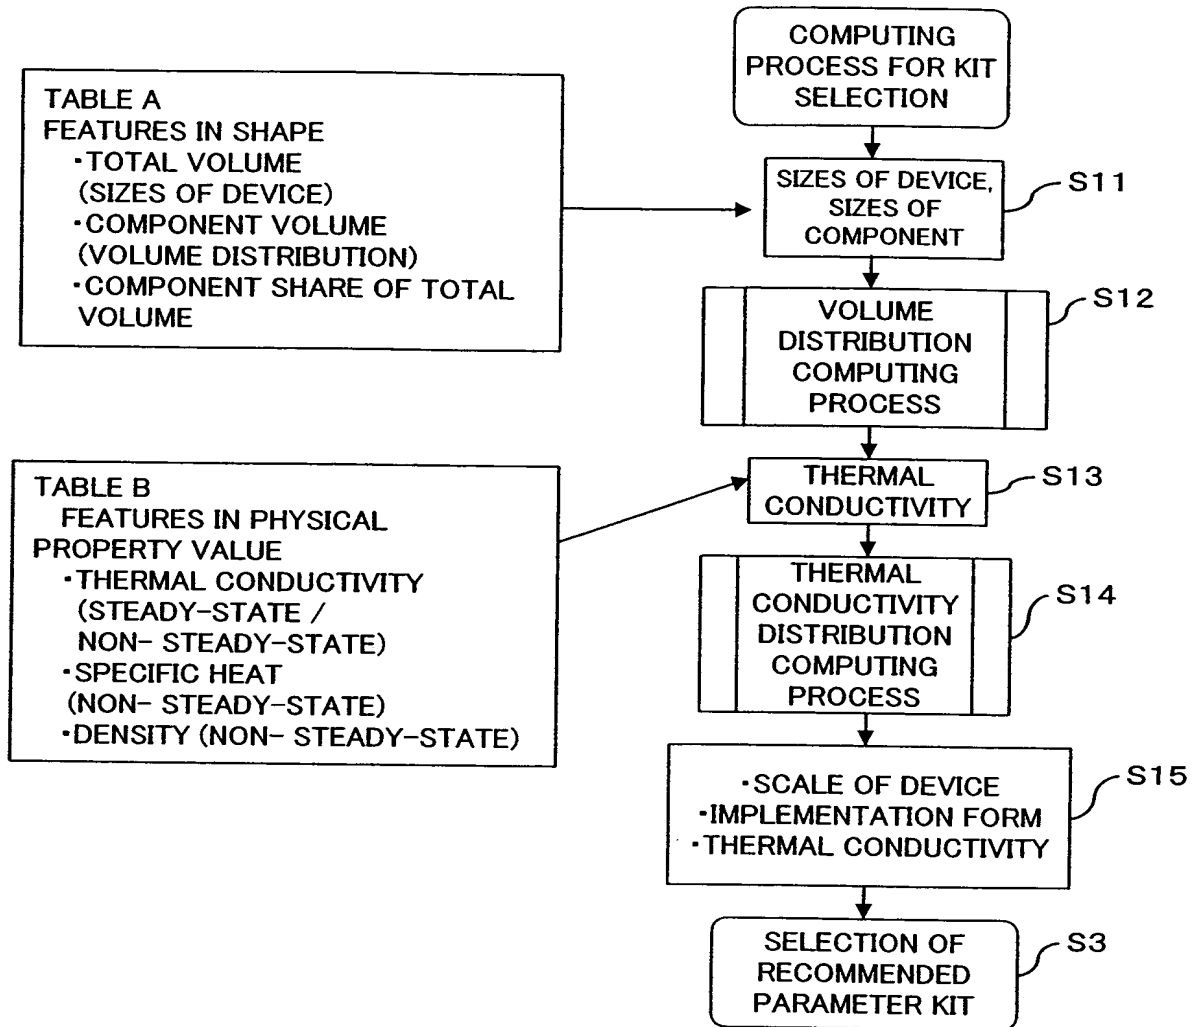 COMPUTING
PROCESS FOR KIT
SELECTION
TABLE A
FEATURES IN SHAPE
・TOTAL VOLUME
(SIZES OF DEVICE)
・COMPONENT VOLUME
(VOLUME DISTRIBUTION)
・COMPONENT SHARE OF TOTAL
VOLUME
SIZES OF DEVICE,
SIZES OF
COMPONENT
S11
VOLUME
DISTRIBUTION
COMPUTING
PROCESS
S12
TABLE B
FEATURES IN PHYSICAL
PROPERTY VALUE
・THERMAL CONDUCTIVITY
(STEADY-STATE /
NON- STEADY-STATE)
・SPECIFIC HEAT
(NON- STEADY-STATE)
・DENSITY (NON- STEADY-STATE)
THERMAL
CONDUCTIVITY
S13
THERMAL
CONDUCTIVITY
DISTRIBUTION
COMPUTING
PROCESS
S14
・SCALE OF DEVICE
・IMPLEMENTATION FORM
・THERMAL CONDUCTIVITY
S15
SELECTION OF
RECOMMENDED
PARAMETER KIT
S3